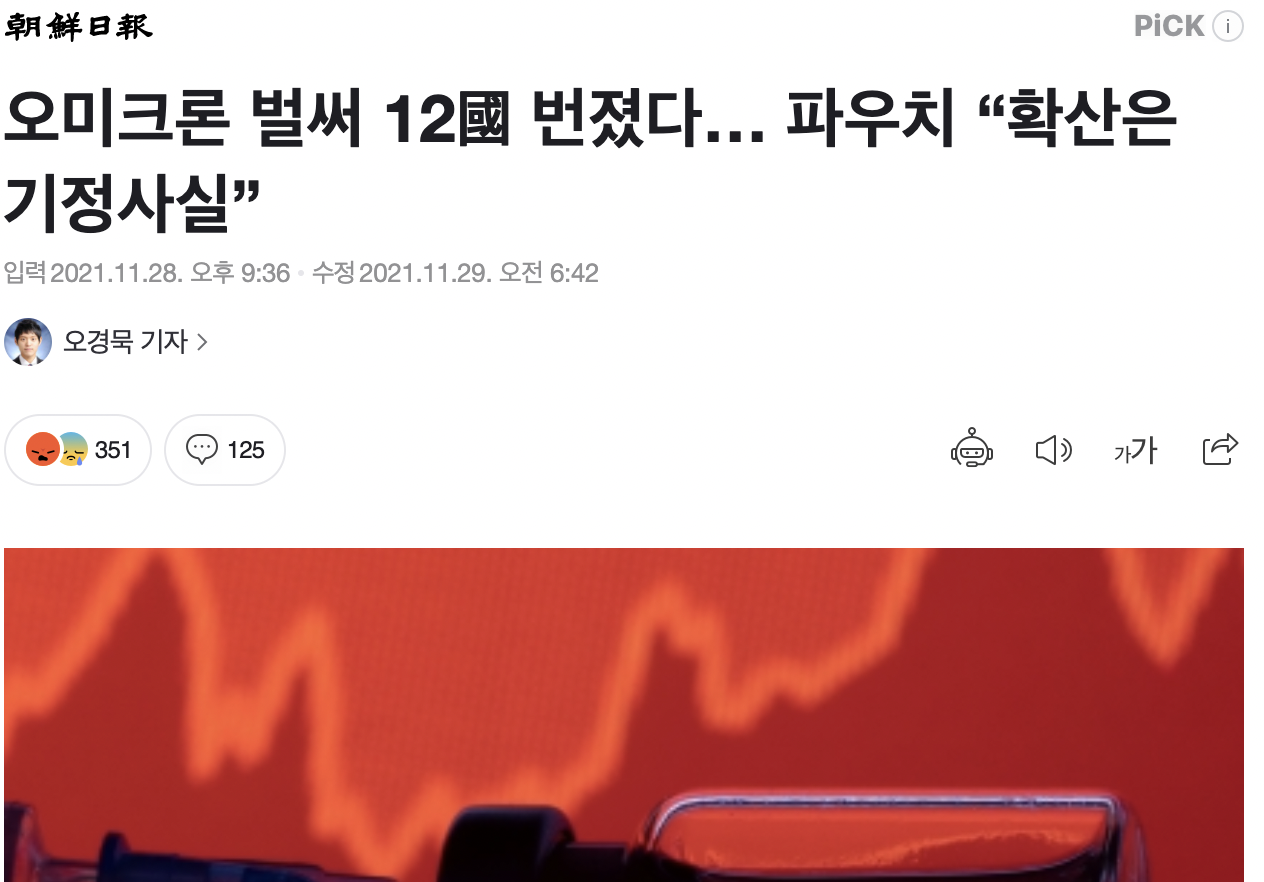 朝鮮日報
PiCK i
오미크론 벌써 12國 번졌다… 파우치 “확산은
기정사실”
입력 2021.11.28. 오후 9:36 · 수정 2021.11.29. 오전 6:42
오경묵 기자 >
351 125 가가